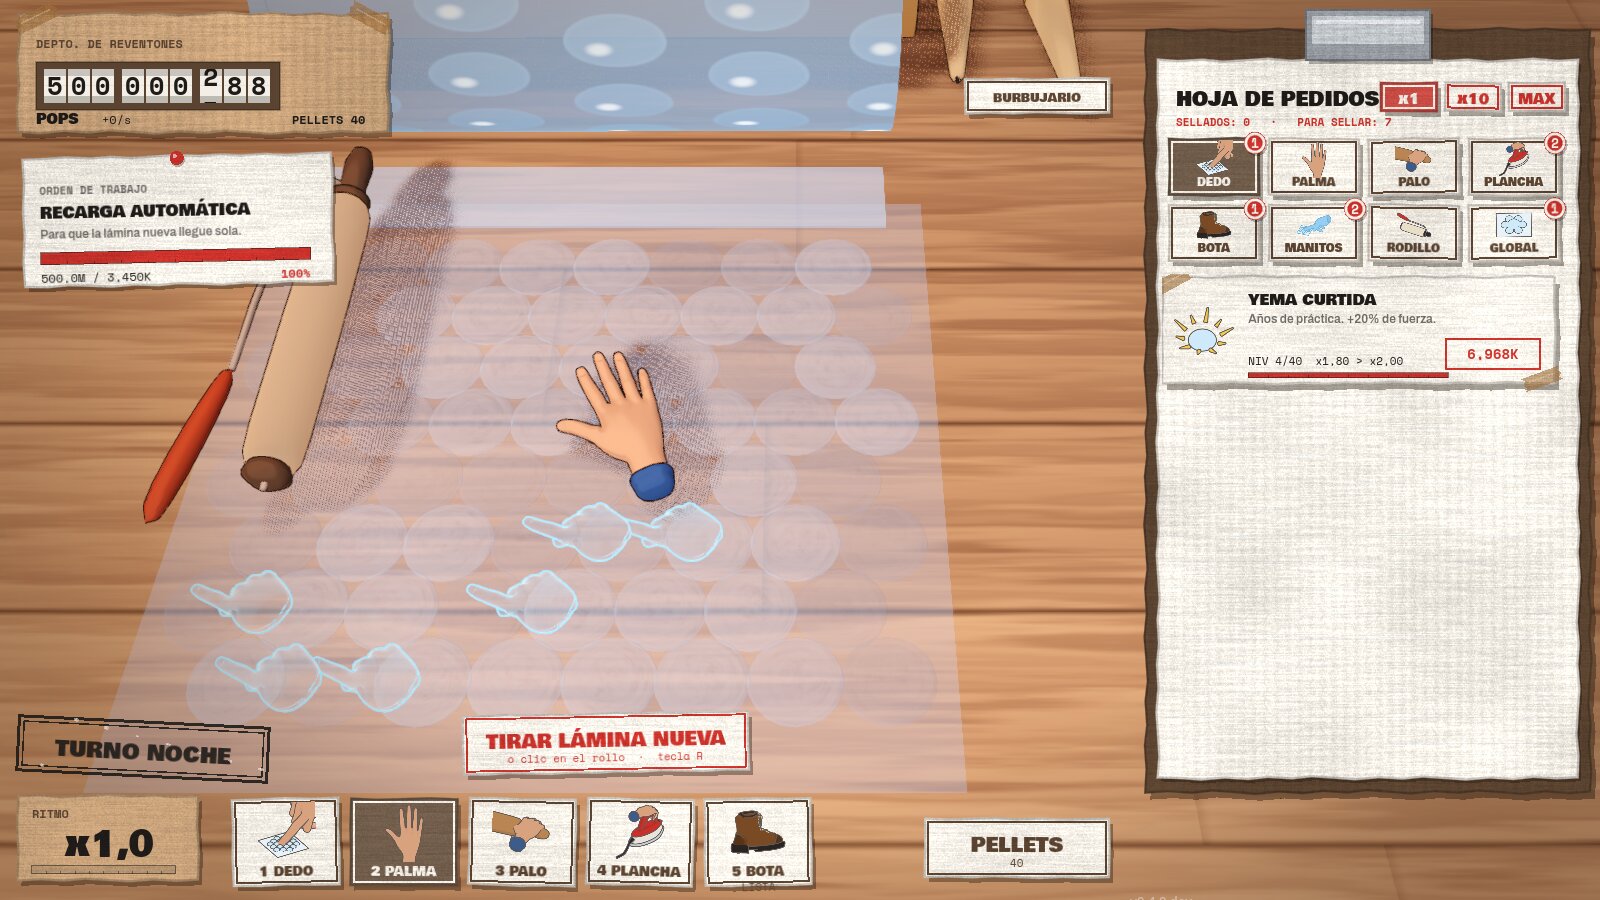 DEPTO. DE REVENTONES
500 000 288
POPS +0/s PELLETS 40
ORDEN DE TRABAJO
RECARGA AUTOMÁTICA
Para que la lámina nueva llegue sola.
500.0M / 3.450K 100%
BURBUJARIO
HOJA DE PEDIDOS x1 x10 MAX
SELLADOS: 0 · PARA SELLAR: 7
1 2
DEDO PALMA PALO PLANCHA
1 2 1
BOTA MANITOS RODILLO GLOBAL
YEMA CURTIDA
Años de práctica. +20% de fuerza.
NIV 4/40 x1,80 > x2,00 6.968K
TURNO NOCHE
TIRAR LÁMINA NUEVA
o clic en el rollo · tecla R
RITMO
x1,0
1 DEDO 2 PALMA 3 PALO 4 PLANCHA 5 BOTA
LISTA
PELLETS
40